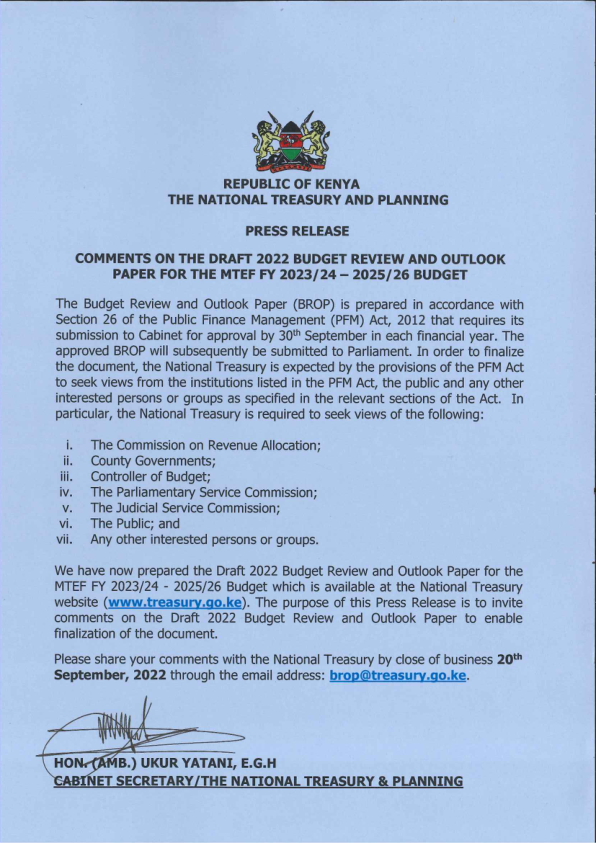 REPUBLIC OF KENYA
THE NATIONAL TREASURY AND PLANNING
PRESS RELEASE
COMMENTS ON THE DRAFT 2022 BUDGET REVIEW AND OUTLOOK
PAPER FOR THE MTEF FY 2023/24 – 2025/26 BUDGET
The Budget Review and Outlook Paper (BROP) is prepared in accordance with
Section 26 of the Public Finance Management (PFM) Act, 2012 that requires its
submission to Cabinet for approval by 30th September in each financial year. The
approved BROP will subsequently be submitted to Parliament. In order to finalize
the document, the National Treasury is expected by the provisions of the PFM Act
to seek views from the institutions listed in the PFM Act, the public and any other
interested persons or groups as specified in the relevant sections of the Act. In
particular, the National Treasury is required to seek views of the following:
i. The Commission on Revenue Allocation;
ii. County Governments;
iii. Controller of Budget;
iv. The Parliamentary Service Commission;
v. The Judicial Service Commission;
vi. The Public; and
vii. Any other interested persons or groups.
We have now prepared the Draft 2022 Budget Review and Outlook Paper for the
MTEF FY 2023/24 - 2025/26 Budget which is available at the National Treasury
website (www.treasury.go.ke). The purpose of this Press Release is to invite
comments on the Draft 2022 Budget Review and Outlook Paper to enable
finalization of the document.
Please share your comments with the National Treasury by close of business 20th
September, 2022 through the email address: brop@treasury.go.ke.
HON. (AMB.) UKUR YATANI, E.G.H
CABINET SECRETARY/THE NATIONAL TREASURY & PLANNING